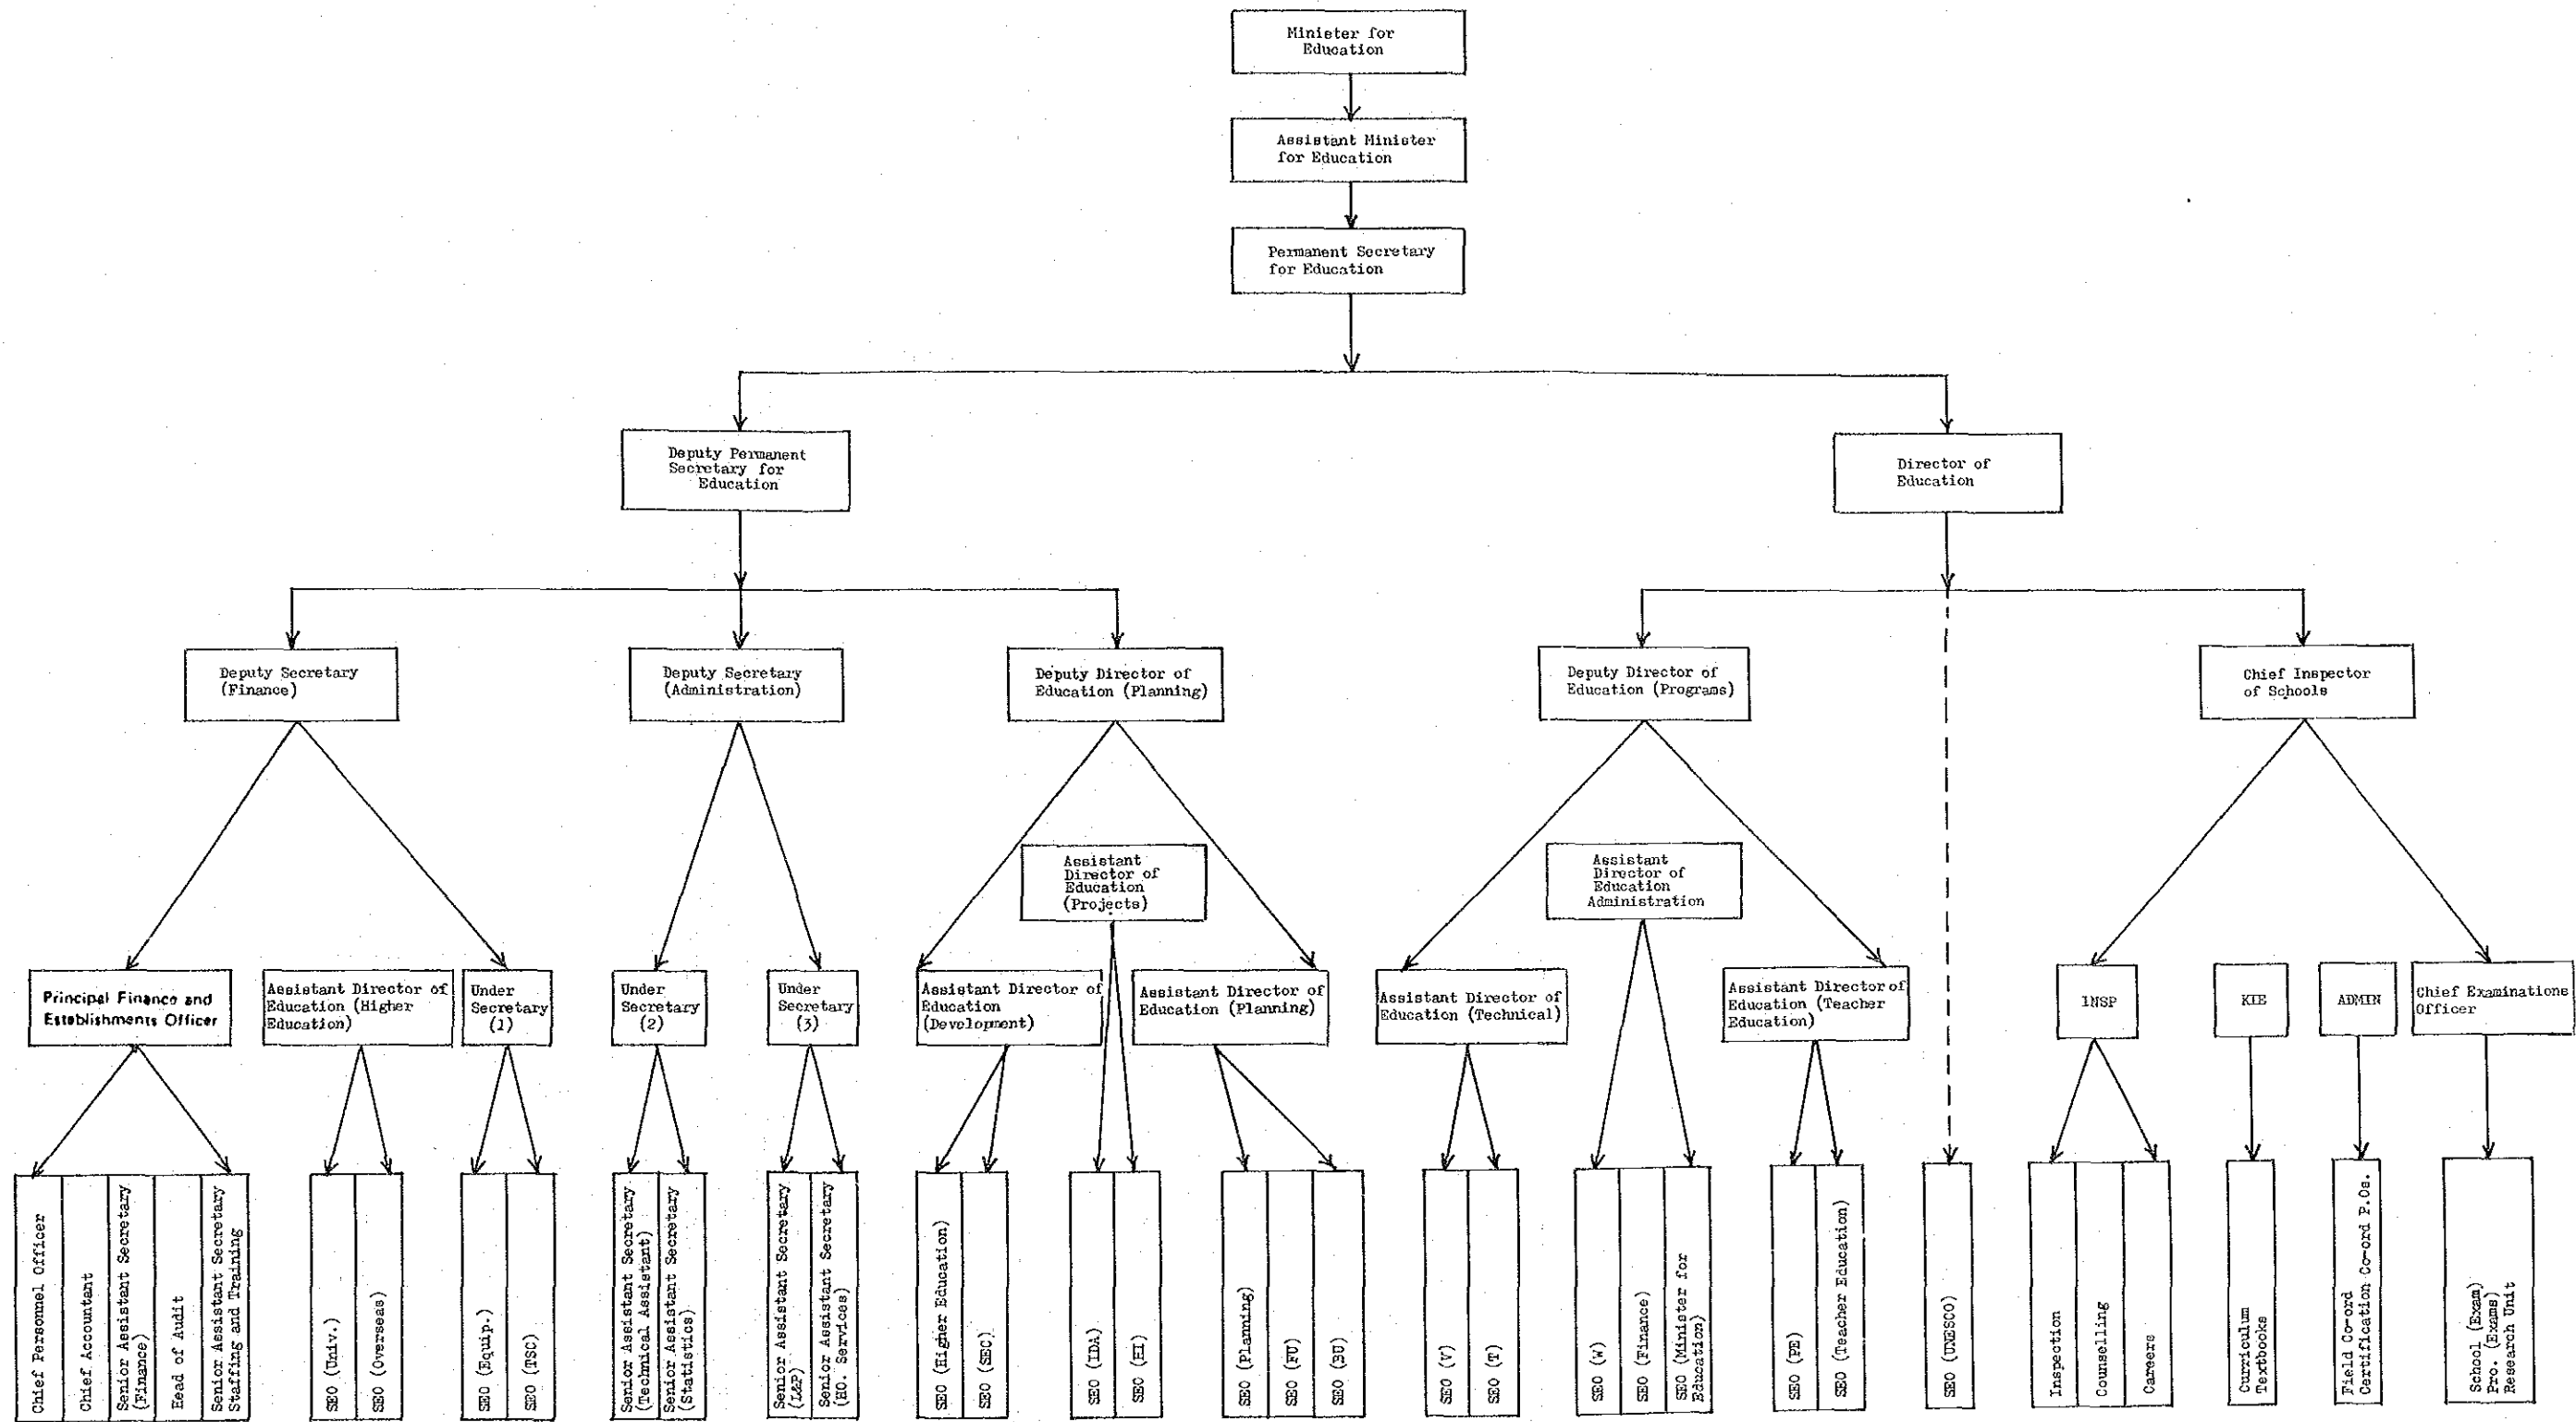 Minister for
Education
Assistant Minister
for Education
Permanent Secretary
for Education
Deputy Permanent
Secretary for
Education
Director of
Education
Deputy Secretary
(Finance)
Deputy Secretary
(Administration)
Deputy Director of
Education (Planning)
Deputy Director of
Education (Programs)
Chief Inspector
of Schools
Assistant
Director of
Education
(Projects)
Assistant
Director of
Education
Administration
Principal Finance and
Establishments Officer
Assistant Director of
Education (Higher
Education)
Under
Secretary
(1)
Under
Secretary
(2)
Under
Secretary
(3)
Assistant Director of
Education
(Development)
Assistant Director of
Education (Planning)
Assistant Director of
Education (Technical)
Assistant Director of
Education (Teacher
Education)
INSP
KIE
ADMIN
Chief Examinations
Officer
Chief Personnel Officer
Chief Accountant
Senior Assistant Secretary
(Finance)
Head of Audit
Senior Assistant Secretary
Staffing and Training
SEO (Univ.)
SEO (Overseas)
SEO (Equip.)
SEO (TSC)
Senior Assistant Secretary
(Technical Assistant)
Senior Assistant Secretary
(Statistics)
Senior Assistant Secretary
(L&P)
Senior Assistant Secretary
(HO. Services)
SEO (Higher Education)
SEO (SEC)
SEO (IDA)
SEO (HI)
SEO (Planning)
SEO (FU)
SEO (BU)
SEO (V)
SEO (T)
SEO (W)
SEO (Finance)
SEO (Minister for
Education)
SEO (PE)
SEO (Teacher Education)
SEO (UNESCO)
Inspection
Counselling
Careers
Curriculum
Textbooks
Field Co-ord
Certification Co-ord P.Os.
School (Exam)
Pro. (Exams)
Research Unit